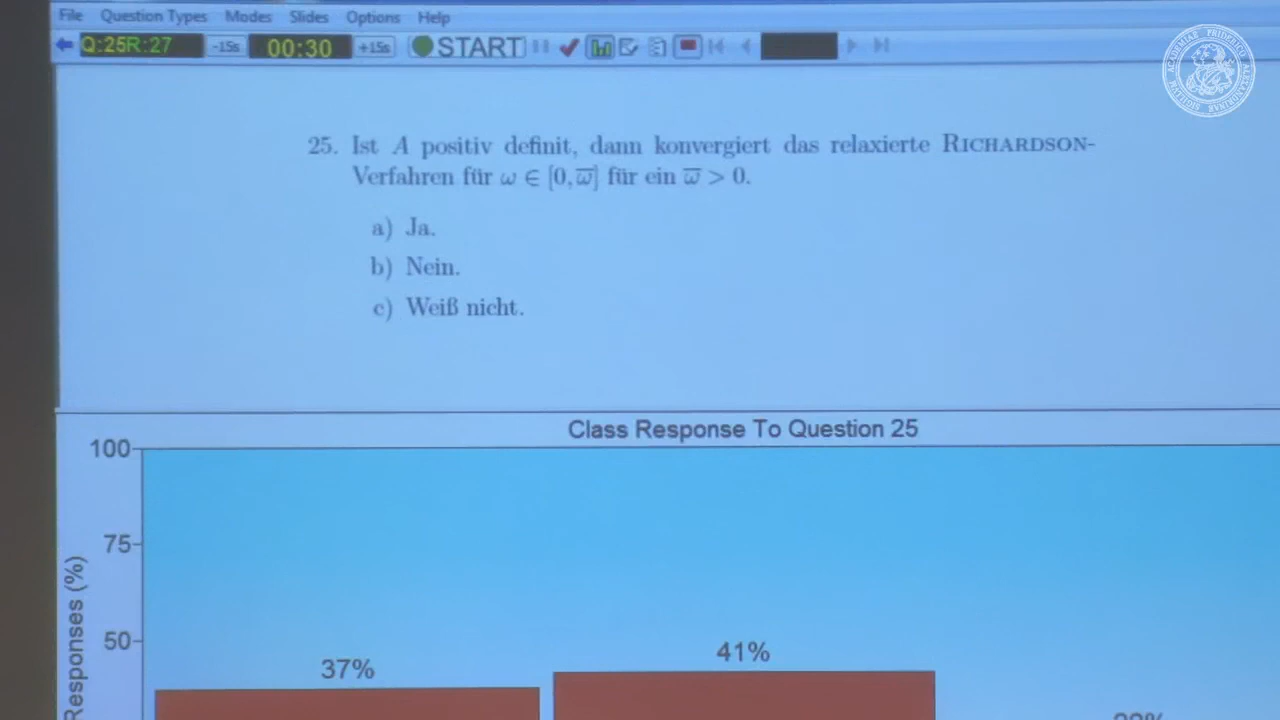 File Question Types Modes Slides Options Help
Q:25R:27 -15s 00:30 +15s START
25. Ist A positiv definit, dann konvergiert das relaxierte RICHARDSON-
Verfahren für ω ∈ [0, ω̅] für ein ω̅ > 0.
a) Ja.
b) Nein.
c) Weiß nicht.
Class Response To Question 25
100
75
50
Responses (%)
37%
41%